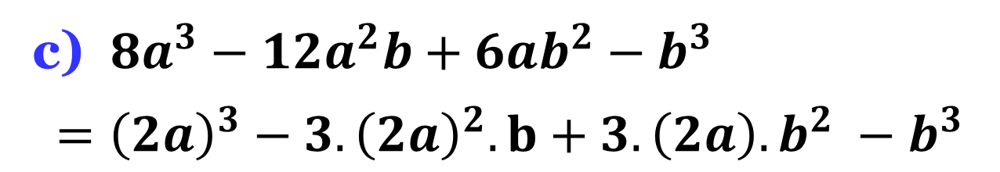 c) 8a³ − 12a²b + 6ab² − b³
= (2a)³ − 3.(2a)².b + 3.(2a).b² − b³